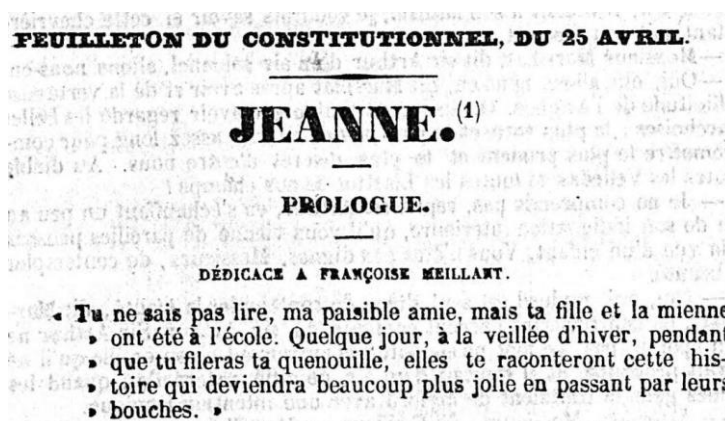 FEUILLETON DU CONSTITUTIONNEL, DU 25 AVRIL.
JEANNE.(1)
PROLOGUE.
DÉDICACE A FRANÇOISE MEILLANT.
« Tu ne sais pas lire, ma paisible amie, mais ta fille et la mienne
» ont été à l'école. Quelque jour, à la veillée d'hiver, pendant
» que tu fileras ta quenouille, elles te raconteront cette his-
» toire qui deviendra beaucoup plus jolie en passant par leurs
» bouches. »